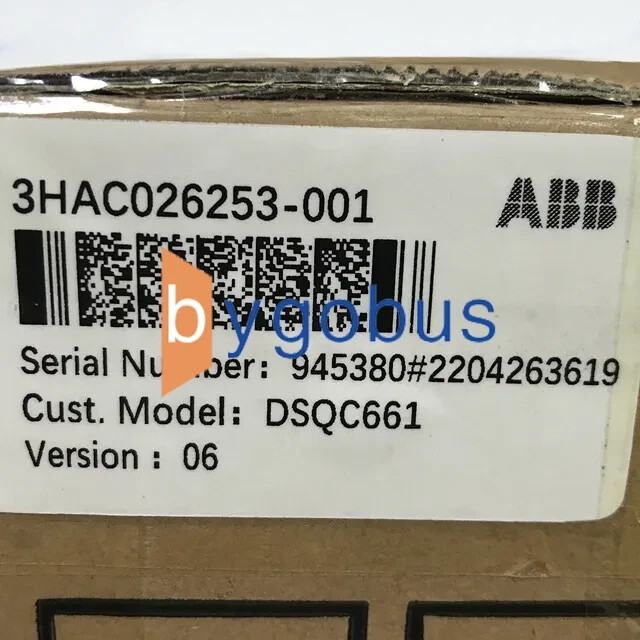 3HAC026253-001
ABB
bygobus
Serial Number: 945380#2204263619
Cust. Model: DSQC661
Version : 06